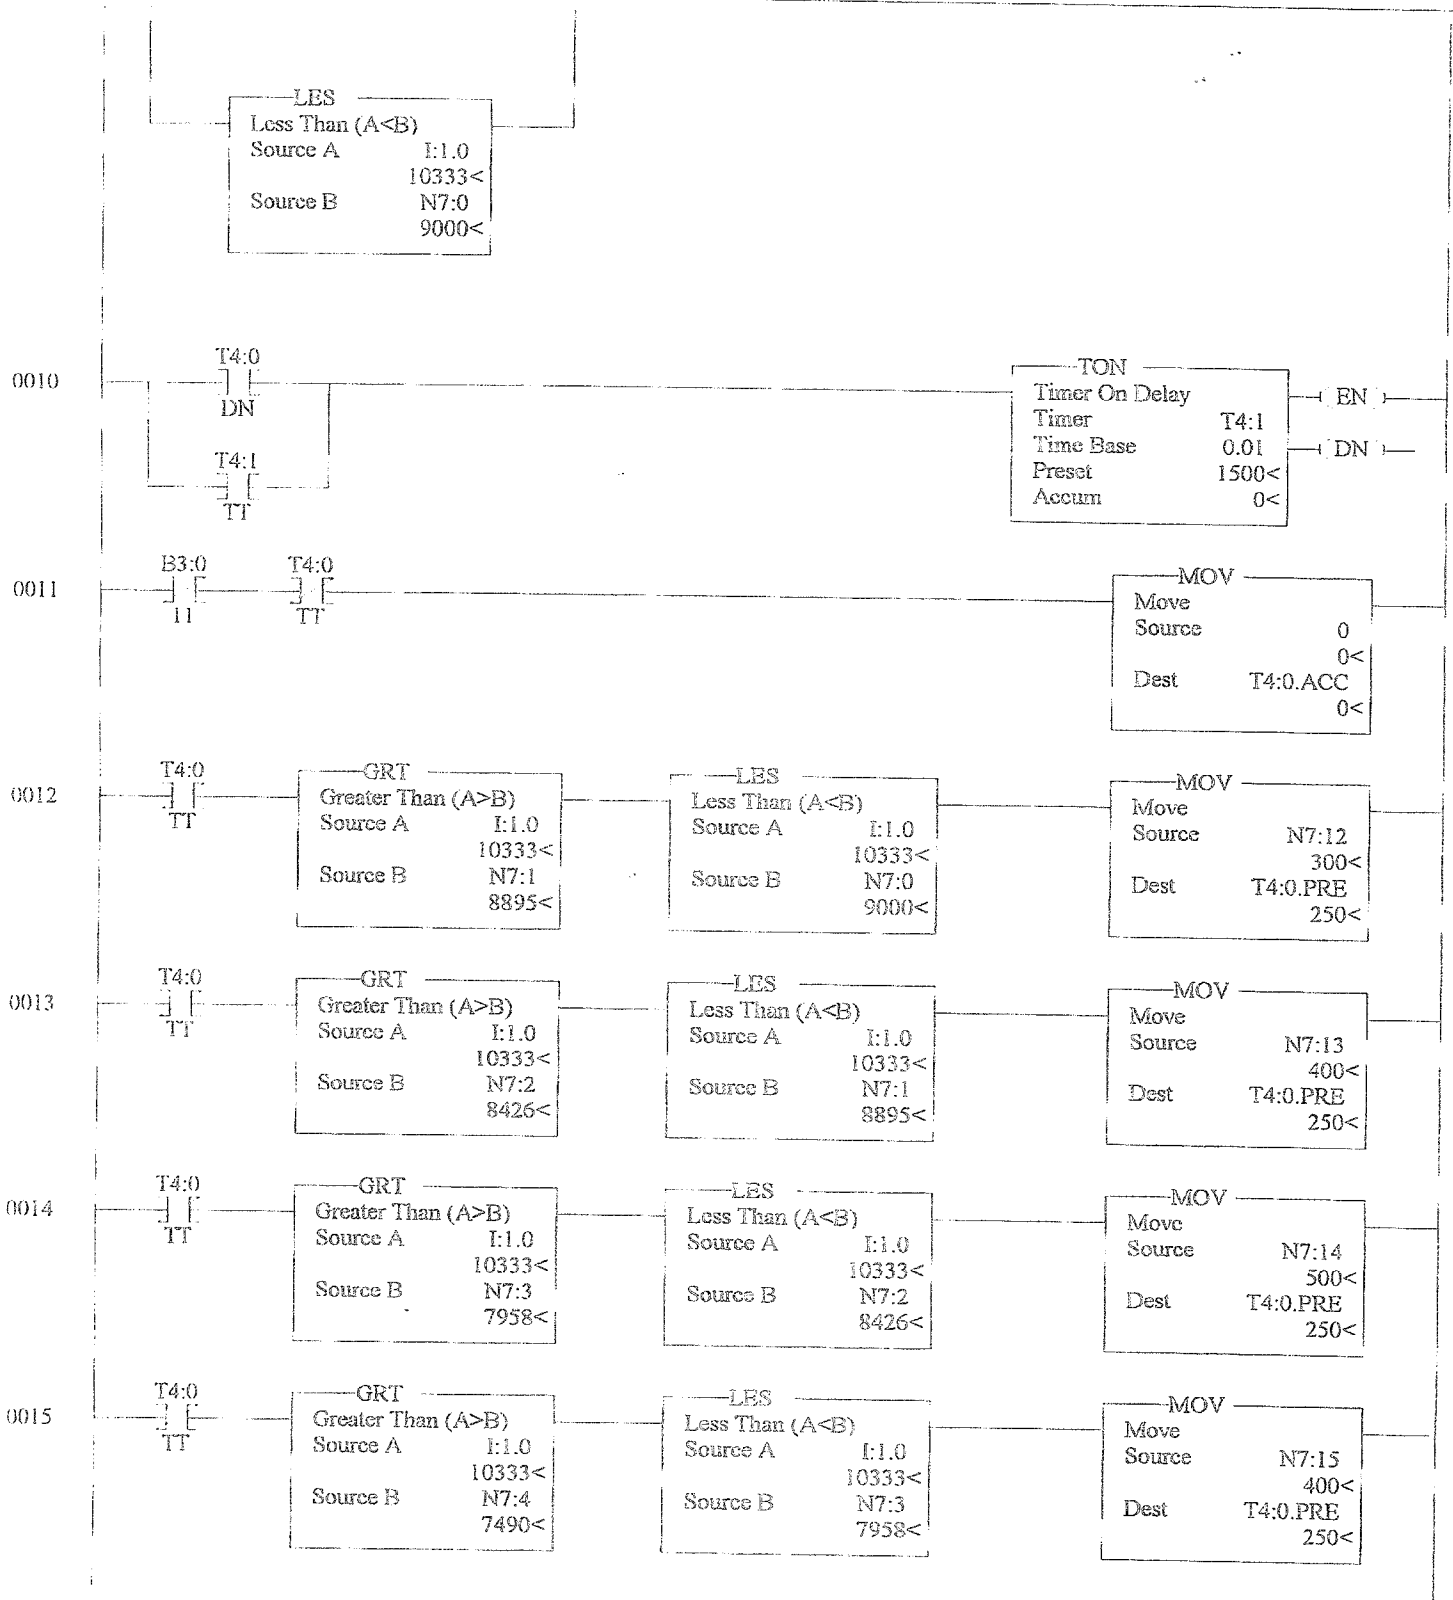 LES
Less Than (A<B)
Source A I:1.0
10333<
Source B N7:0
9000<
0010
T4:0
DN
T4:1
TT
TON
Timer On Delay
Timer T4:1
Time Base 0.01
Preset 1500<
Accum 0<
EN
DN
0011
B3:0
11
T4:0
TT
MOV
Move
Source 0
0<
Dest T4:0.ACC
0<
0012
T4:0
TT
GRT
Greater Than (A>B)
Source A I:1.0
10333<
Source B N7:1
8895<
LES
Less Than (A<B)
Source A I:1.0
10333<
Source B N7:0
9000<
MOV
Move
Source N7:12
300<
Dest T4:0.PRE
250<
0013
T4:0
TT
GRT
Greater Than (A>B)
Source A I:1.0
10333<
Source B N7:2
8426<
LES
Less Than (A<B)
Source A I:1.0
10333<
Source B N7:1
8895<
MOV
Move
Source N7:13
400<
Dest T4:0.PRE
250<
0014
T4:0
TT
GRT
Greater Than (A>B)
Source A I:1.0
10333<
Source B N7:3
7958<
LES
Less Than (A<B)
Source A I:1.0
10333<
Source B N7:2
8426<
MOV
Move
Source N7:14
500<
Dest T4:0.PRE
250<
0015
T4:0
TT
GRT
Greater Than (A>B)
Source A I:1.0
10333<
Source B N7:4
7490<
LES
Less Than (A<B)
Source A I:1.0
10333<
Source B N7:3
7958<
MOV
Move
Source N7:15
400<
Dest T4:0.PRE
250<